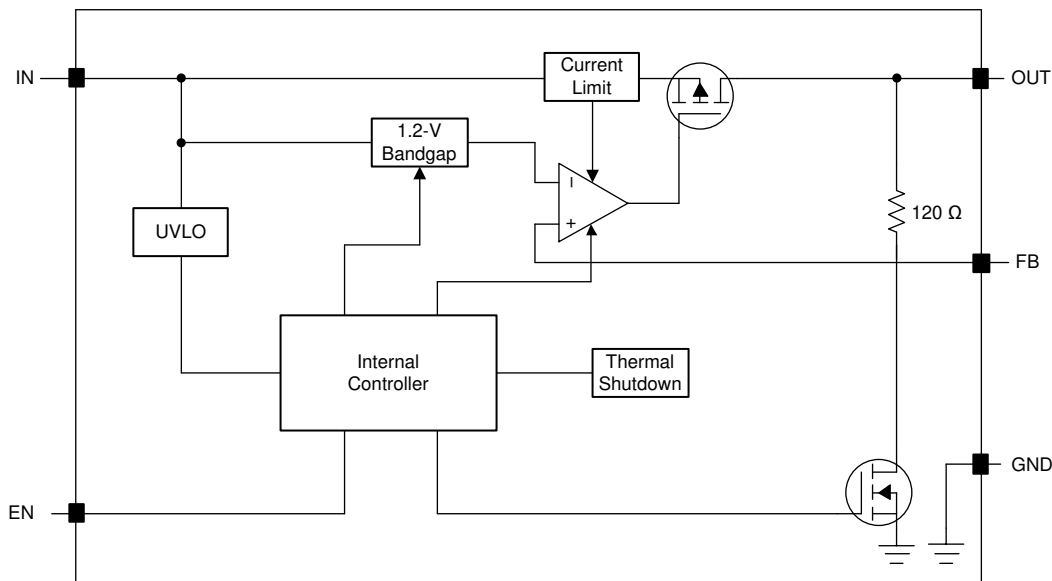 IN
Current
Limit
OUT
1.2-V
Bandgap
–
+
UVLO
120 Ω
FB
Internal
Controller
Thermal
Shutdown
GND
EN